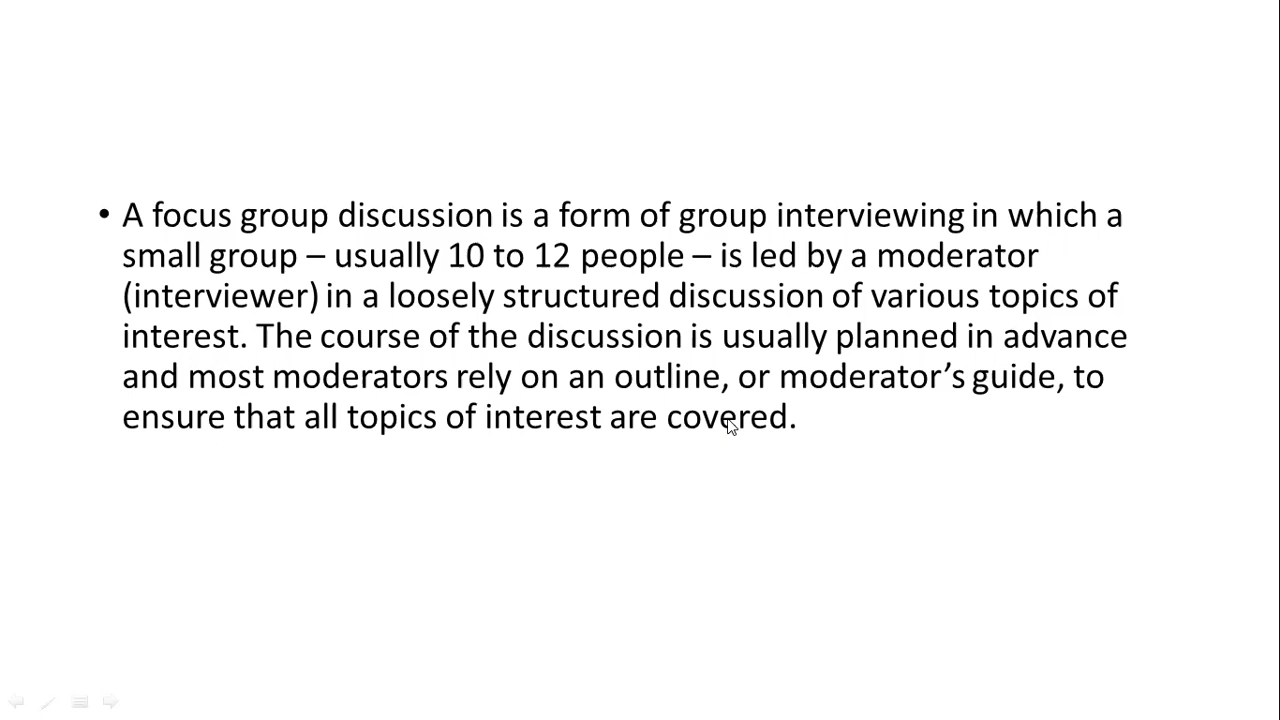 • A focus group discussion is a form of group interviewing in which a
small group – usually 10 to 12 people – is led by a moderator
(interviewer) in a loosely structured discussion of various topics of
interest. The course of the discussion is usually planned in advance
and most moderators rely on an outline, or moderator’s guide, to
ensure that all topics of interest are covered.